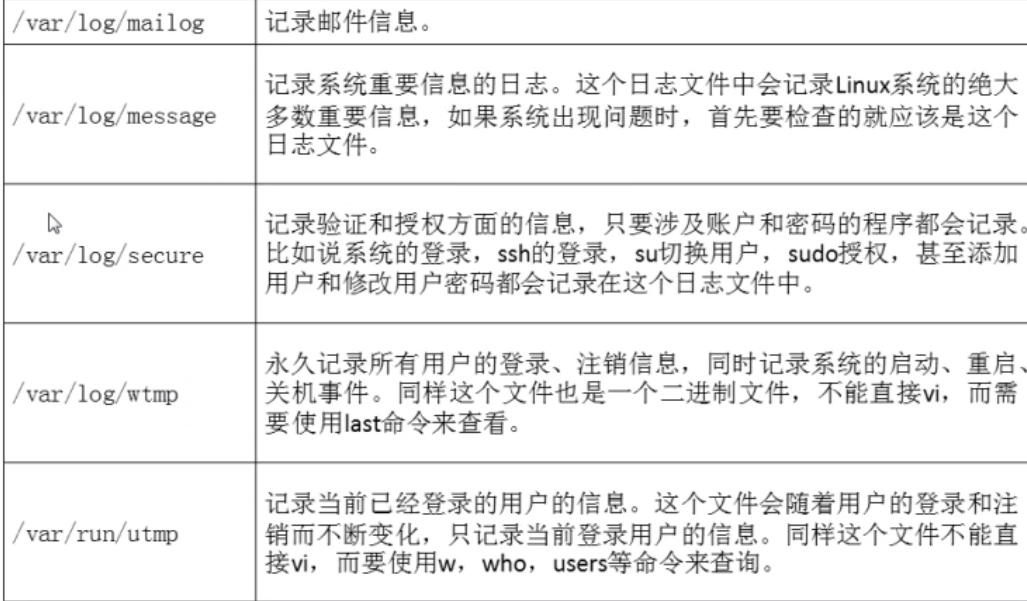 /var/log/mailog
记录邮件信息。
/var/log/message
记录系统重要信息的日志。这个日志文件中会记录Linux系统的绝大
多数重要信息，如果系统出现问题时，首先要检查的就应该是这个
日志文件。
/var/log/secure
记录验证和授权方面的信息，只要涉及账户和密码的程序都会记录。
比如说系统的登录，ssh的登录，su切换用户，sudo授权，甚至添加
用户和修改用户密码都会记录在这个日志文件中。
/var/log/wtmp
永久记录所有用户的登录、注销信息，同时记录系统的启动、重启、
关机事件。同样这个文件也是一个二进制文件，不能直接vi，而需
要使用last命令来查看。
/var/run/utmp
记录当前已经登录的用户的信息。这个文件会随着用户的登录和注
销而不断变化，只记录当前登录用户的信息。同样这个文件不能直
接vi，而要使用w，who，users等命令来查询。